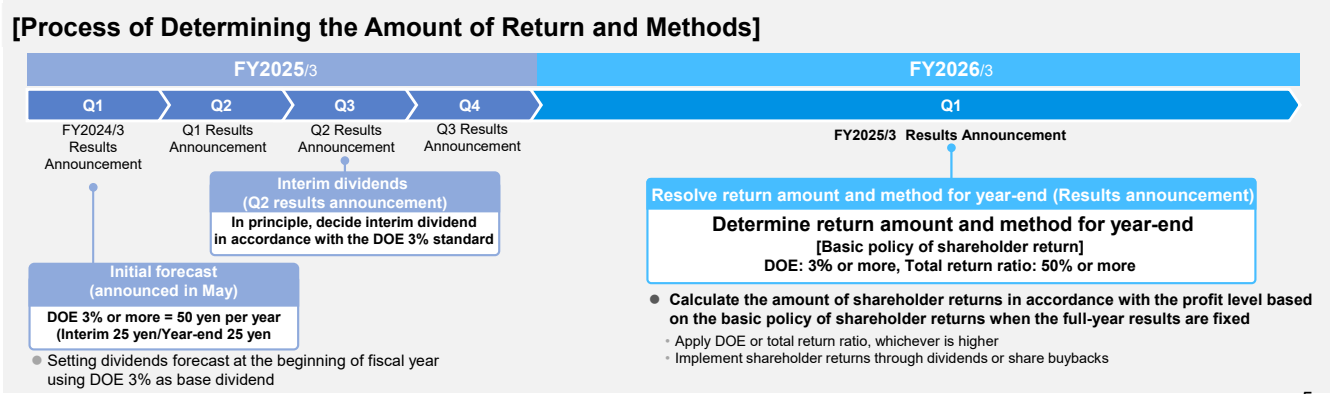 [Process of Determining the Amount of Return and Methods]
FY2025/3
FY2026/3
Q1
Q2
Q3
Q4
Q1
FY2024/3
Results
Announcement
Q1 Results
Announcement
Q2 Results
Announcement
Q3 Results
Announcement
FY2025/3 Results Announcement
Interim dividends
(Q2 results announcement)
In principle, decide interim dividend
in accordance with the DOE 3% standard
Initial forecast
(announced in May)
DOE 3% or more = 50 yen per year
(Interim 25 yen/Year-end 25 yen
● Setting dividends forecast at the beginning of fiscal year
using DOE 3% as base dividend
Resolve return amount and method for year-end (Results announcement)
Determine return amount and method for year-end
[Basic policy of shareholder return]
DOE: 3% or more, Total return ratio: 50% or more
● Calculate the amount of shareholder returns in accordance with the profit level based
on the basic policy of shareholder returns when the full-year results are fixed
• Apply DOE or total return ratio, whichever is higher
• Implement shareholder returns through dividends or share buybacks